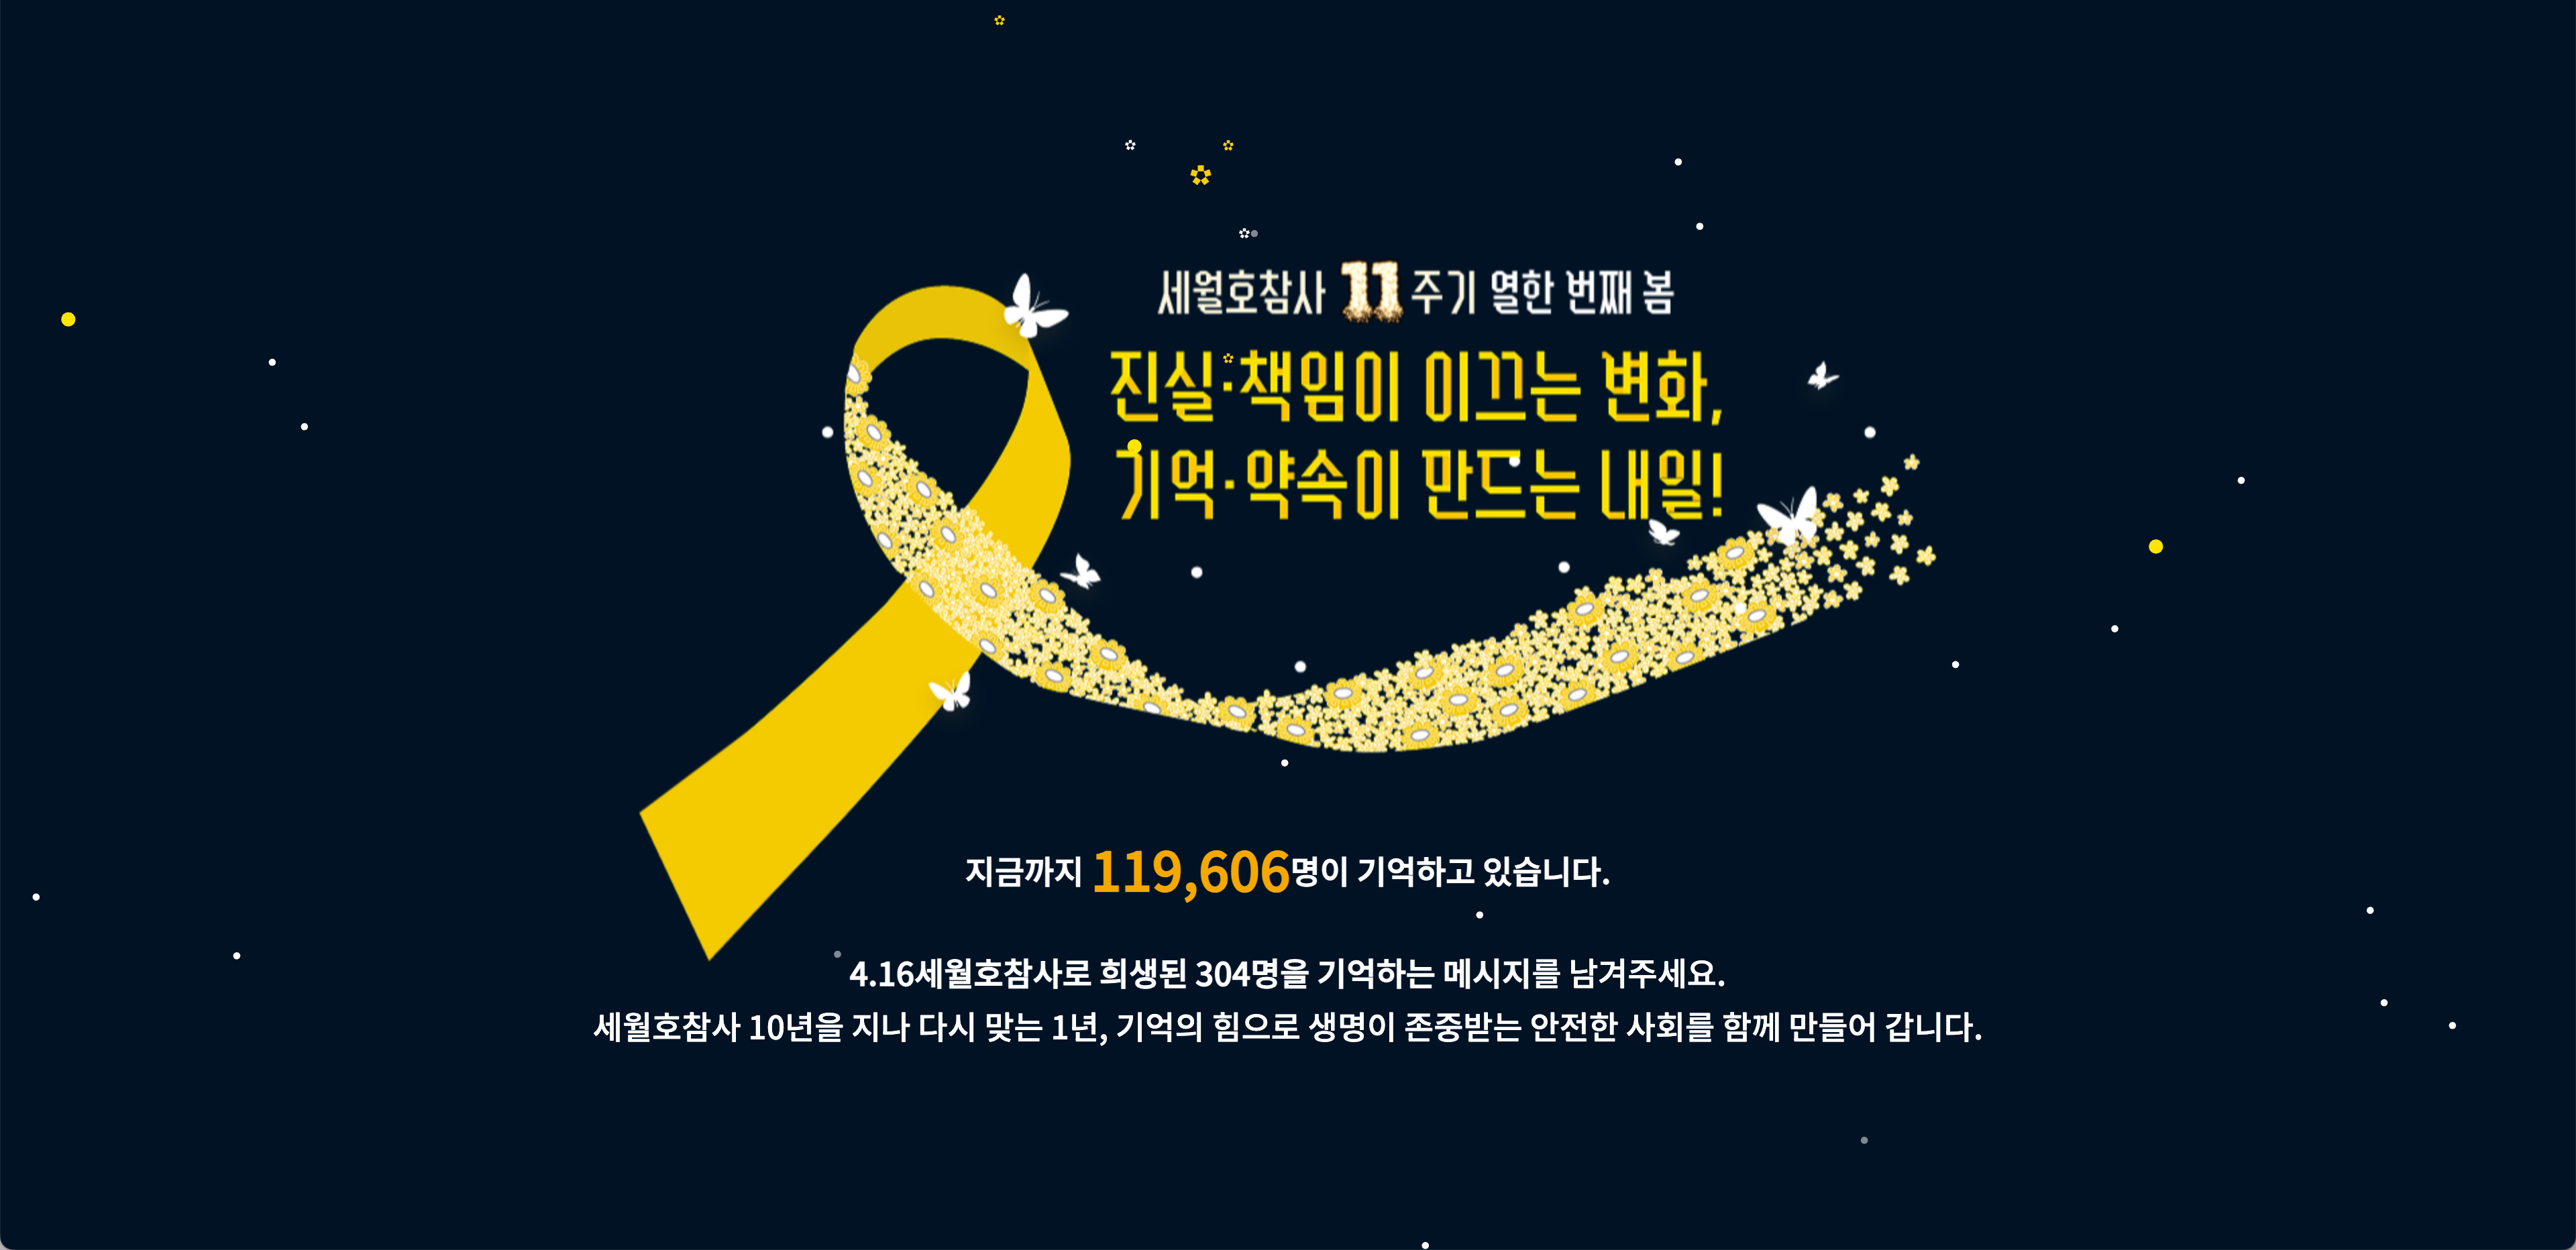 세월호참사 11주기 열한 번째 봄
진실·책임이 이끄는 변화,
기억·약속이 만드는 내일!
지금까지 119,606명이 기억하고 있습니다.
4.16세월호참사로 희생된 304명을 기억하는 메시지를 남겨주세요.
세월호참사 10년을 지나 다시 맞는 1년, 기억의 힘으로 생명이 존중받는 안전한 사회를 함께 만들어 갑니다.